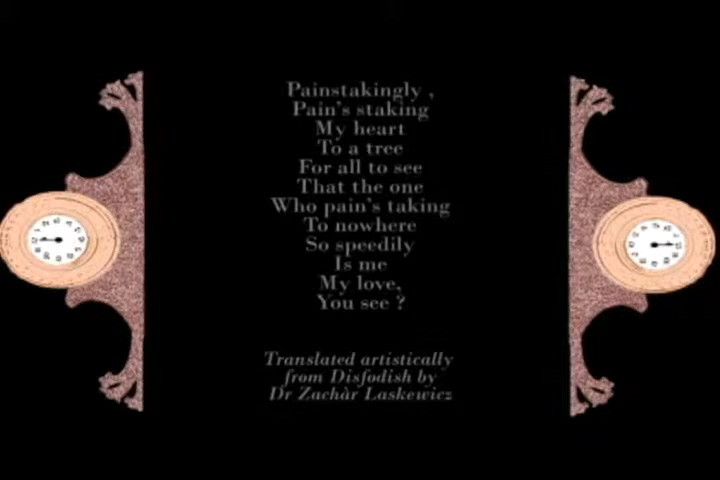 Painstakingly ,
Pain's staking
My heart
To a tree
For all to see
That the one
Who pain's taking
To nowhere
So speedily
Is me
My love,
You see ?
Translated artistically
from Disfodish by
Dr Zachàr Laskewicz